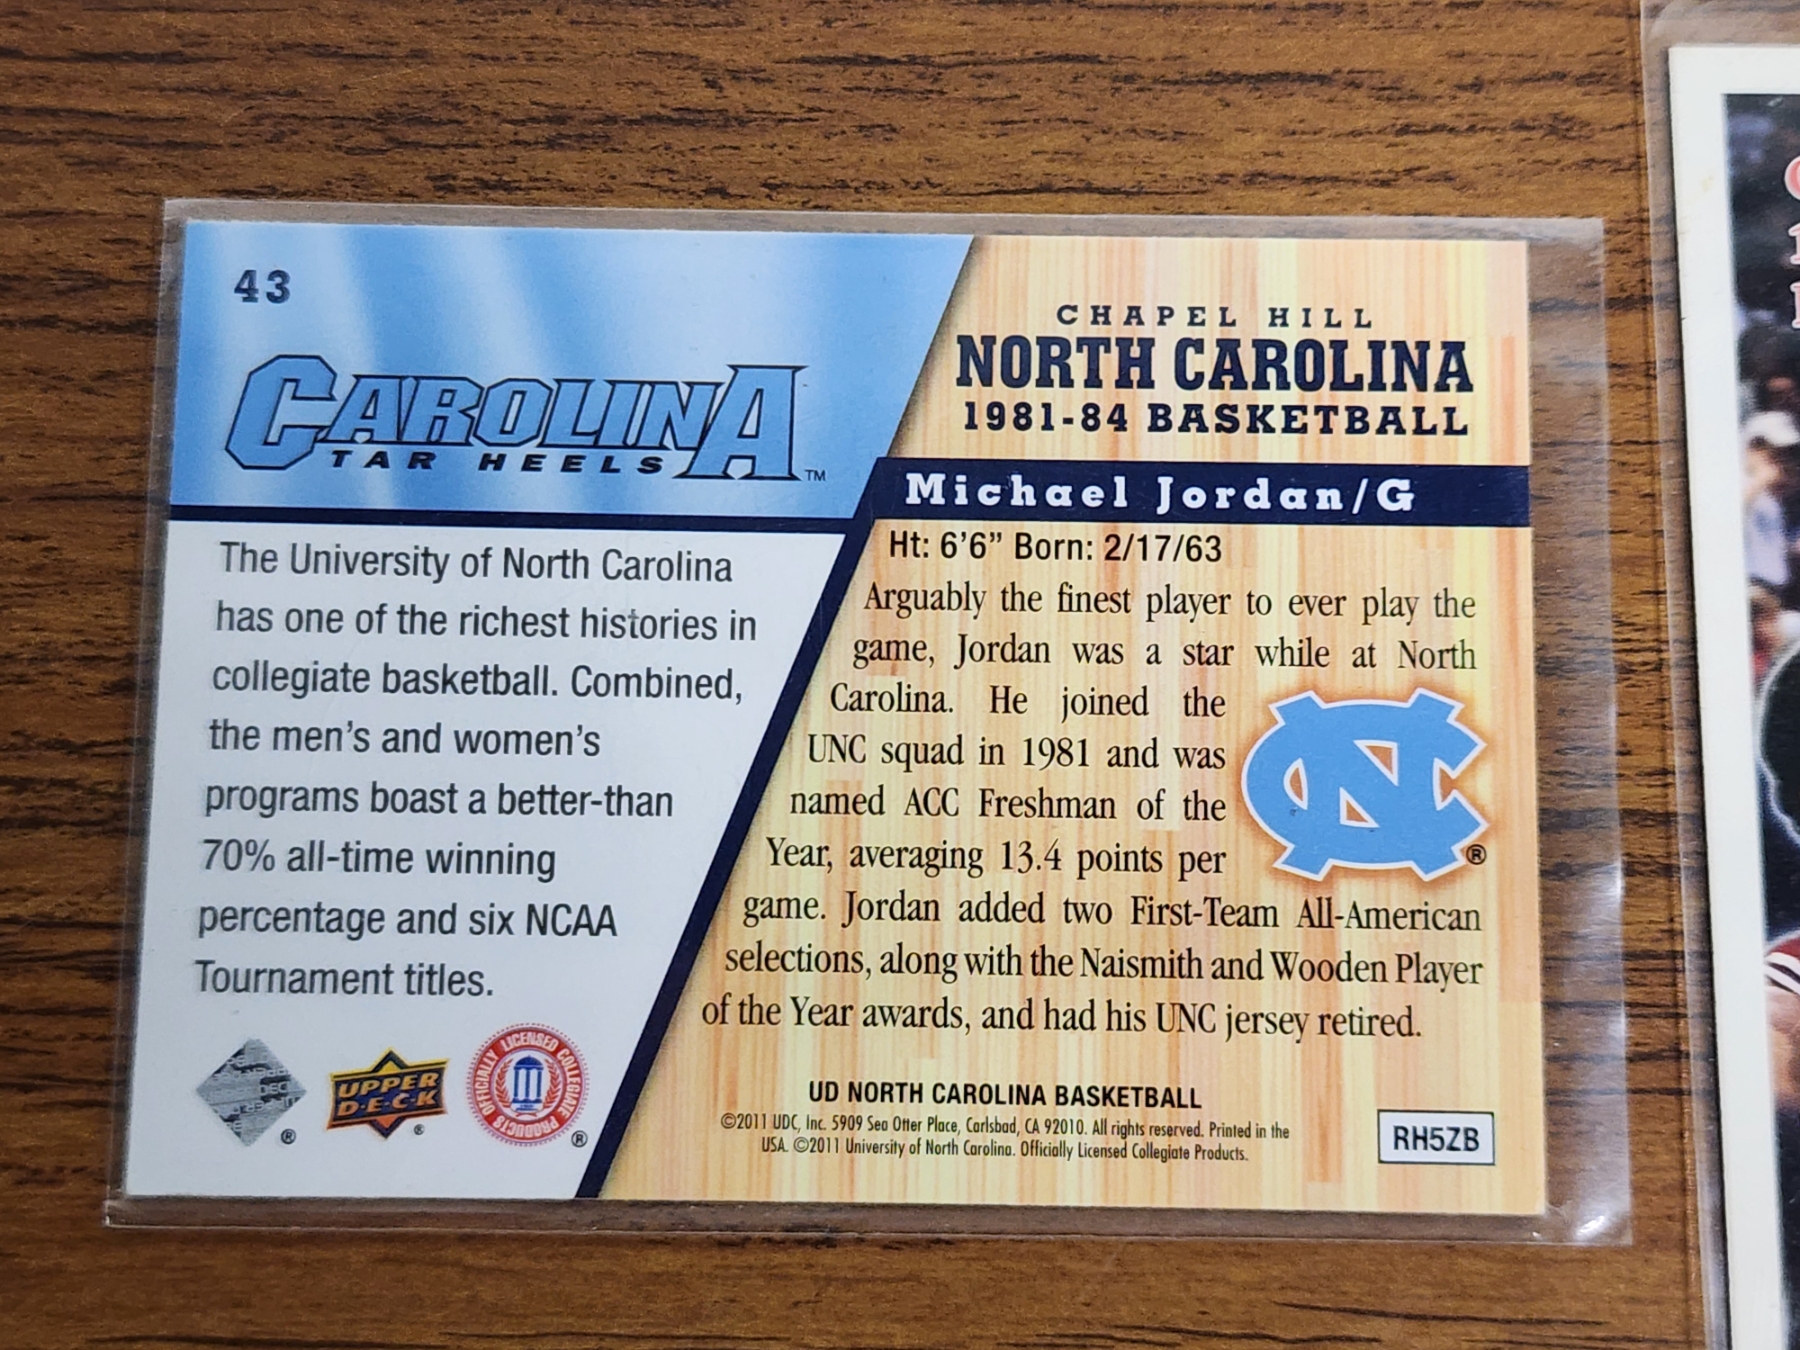 43
CAROLINA
TAR HEELS™
The University of North Carolina
has one of the richest histories in
collegiate basketball. Combined,
the men's and women's
programs boast a better-than
70% all-time winning
percentage and six NCAA
Tournament titles.
UPPER
D·E·C·K
®
OFFICIALLY LICENSED COLLEGIATE PRODUCTS
®
CHAPEL HILL
NORTH CAROLINA
1981-84 BASKETBALL
Michael Jordan/G
Ht: 6'6” Born: 2/17/63
Arguably the finest player to ever play the
game, Jordan was a star while at North
Carolina. He joined the
UNC squad in 1981 and was
named ACC Freshman of the
Year, averaging 13.4 points per
game. Jordan added two First-Team All-American
selections, along with the Naismith and Wooden Player
of the Year awards, and had his UNC jersey retired.
NC®
UD NORTH CAROLINA BASKETBALL
©2011 UDC, Inc. 5909 Sea Otter Place, Carlsbad, CA 92010. All rights reserved. Printed in the
USA. ©2011 University of North Carolina. Officially Licensed Collegiate Products.
RH5ZB